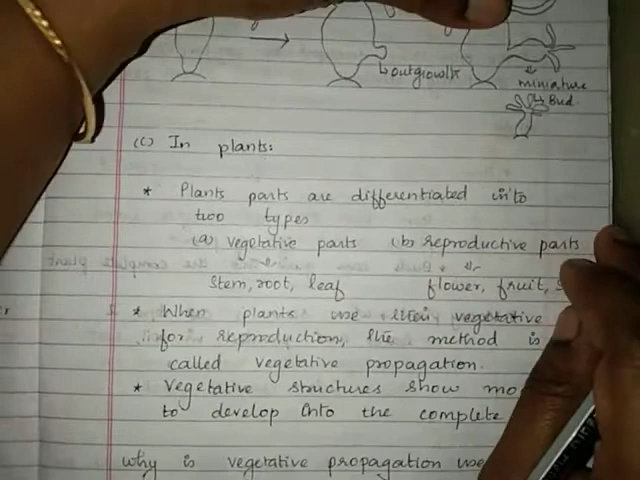 outgrowth
miniature
Bud
(c) In plants:
* Plants parts are differentiated into
two types
(a) vegetative parts (b) reproductive parts
stem, root, leaf flower, fruit,
* When plants use their vegetative
for reproduction, the method is
called vegetative propagation.
* vegetative structures show
to develop into the complete
why is vegetative propagation